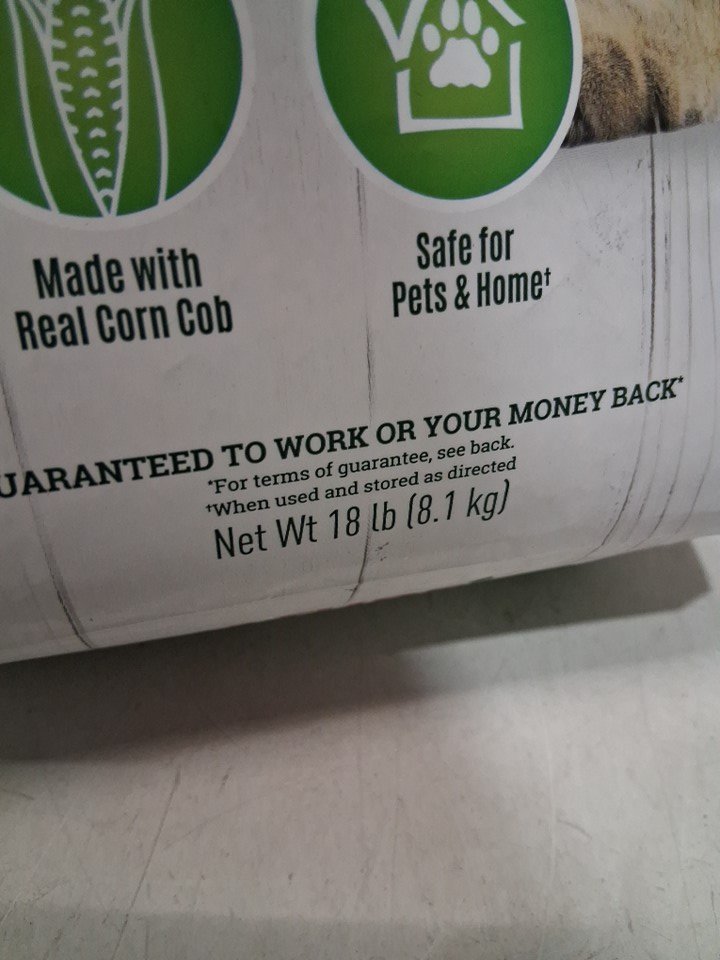 Made with
Real Corn Cob
Safe for
Pets & Home†
UARANTEED TO WORK OR YOUR MONEY BACK*
*For terms of guarantee, see back.
†When used and stored as directed
Net Wt 18 lb (8.1 kg)